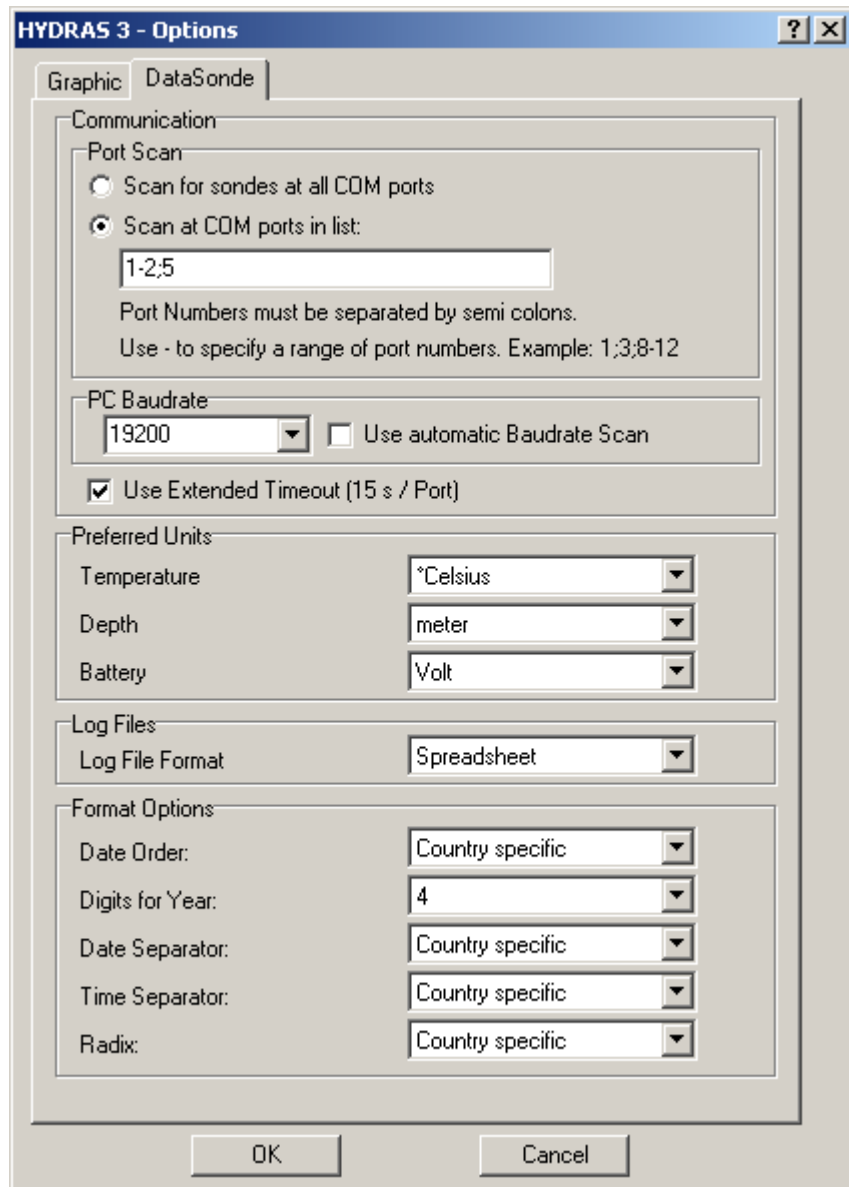 HYDRAS 3 - Options
Graphic DataSonde
Communication
Port Scan
Scan for sondes at all COM ports
Scan at COM ports in list:
1-2;5
Port Numbers must be separated by semi colons.
Use - to specify a range of port numbers. Example: 1;3;8-12
PC Baudrate
19200 Use automatic Baudrate Scan
Use Extended Timeout (15 s / Port)
Preferred Units
Temperature °Celsius
Depth meter
Battery Volt
Log Files
Log File Format Spreadsheet
Format Options
Date Order: Country specific
Digits for Year: 4
Date Separator: Country specific
Time Separator: Country specific
Radix: Country specific
OK Cancel